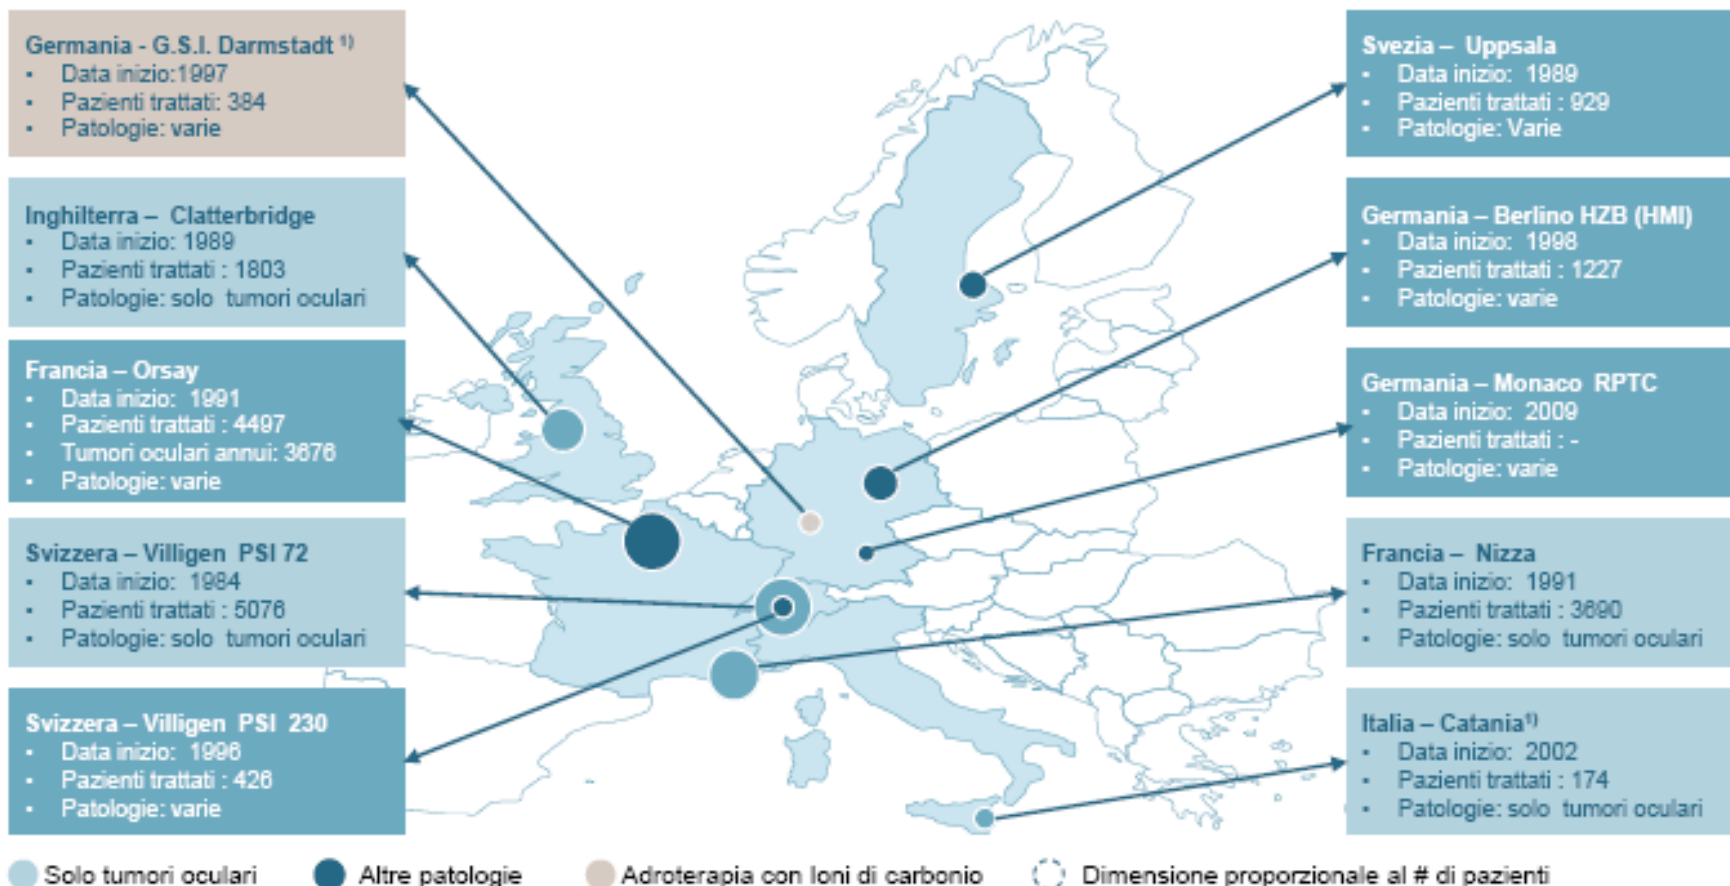 Germania - G.S.I. Darmstadt 1)
▪ Data inizio:1997
▪ Pazienti trattati: 384
▪ Patologie: varie
Inghilterra – Clatterbridge
▪ Data inizio: 1989
▪ Pazienti trattati : 1803
▪ Patologie: solo tumori oculari
Francia – Orsay
▪ Data inizio: 1991
▪ Pazienti trattati : 4497
▪ Tumori oculari annui: 3676
▪ Patologie: varie
Svizzera – Villigen PSI 72
▪ Data inizio: 1984
▪ Pazienti trattati : 5076
▪ Patologie: solo tumori oculari
Svizzera – Villigen PSI 230
▪ Data inizio: 1996
▪ Pazienti trattati : 426
▪ Patologie: varie
Svezia – Uppsala
▪ Data inizio: 1989
▪ Pazienti trattati : 929
▪ Patologie: Varie
Germania – Berlino HZB (HMI)
▪ Data inizio: 1998
▪ Pazienti trattati : 1227
▪ Patologie: varie
Germania – Monaco RPTC
▪ Data inizio: 2009
▪ Pazienti trattati : -
▪ Patologie: varie
Francia – Nizza
▪ Data inizio: 1991
▪ Pazienti trattati : 3690
▪ Patologie: solo tumori oculari
Italia – Catania1)
▪ Data inizio: 2002
▪ Pazienti trattati : 174
▪ Patologie: solo tumori oculari
Solo tumori oculari
Altre patologie
Adroterapia con Ioni di carbonio
Dimensione proporzionale al # di pazienti